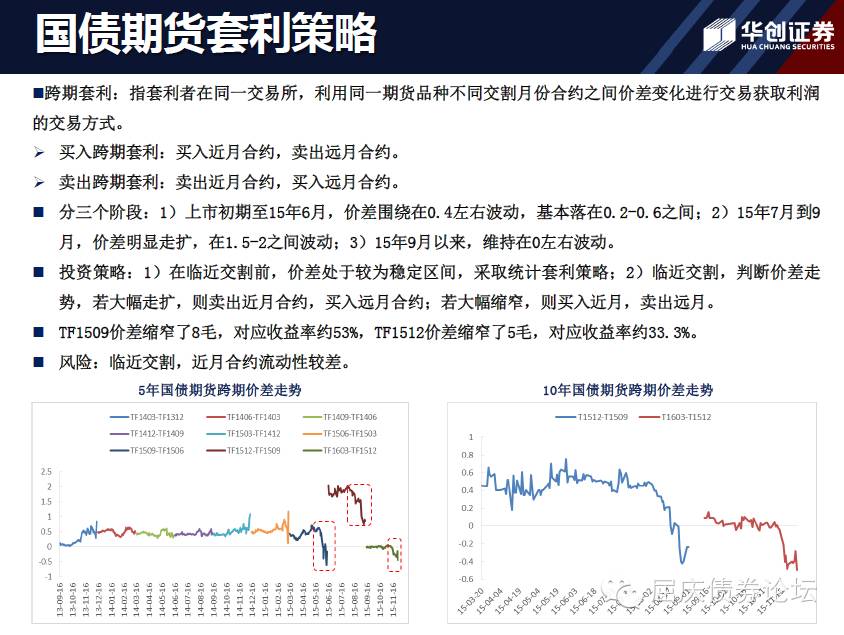 国债期货套利策略
华创证券
HUA CHUANG SECURITIES
■跨期套利：指套利者在同一交易所，利用同一期货品种不同交割月份合约之间价差变化进行交易获取利润
的交易方式。
➢ 买入跨期套利：买入近月合约，卖出远月合约。
➢ 卖出跨期套利：卖出近月合约，买入远月合约。
■ 分三个阶段：1）上市初期至15年6月，价差围绕在0.4左右波动，基本落在0.2-0.6之间；2）15年7月到9
月，价差明显走扩，在1.5-2之间波动；3）15年9月以来，维持在0左右波动。
■ 投资策略：1）在临近交割前，价差处于较为稳定区间，采取统计套利策略；2）临近交割，判断价差走
势，若大幅走扩，则卖出近月合约，买入远月合约；若大幅缩窄，则买入近月，卖出远月。
■ TF1509价差缩窄了8毛，对应收益率约53%，TF1512价差缩窄了5毛，对应收益率约33.3%。
■ 风险：临近交割，近月合约流动性较差。
5年国债期货跨期价差走势
TF1403-TF1312 TF1406-TF1403 TF1409-TF1406
TF1412-TF1409 TF1503-TF1412 TF1506-TF1503
TF1509-TF1506 TF1512-TF1509 TF1603-TF1512
2.5
2
1.5
1
0.5
0
-0.5
-1
13-09-16 13-10-16 13-11-16 13-12-16 14-01-16 14-02-16 14-03-16 14-04-16 14-05-16 14-06-16 14-07-16 14-08-16 14-09-16 14-10-16 14-11-16 14-12-16 15-01-16 15-02-16 15-03-16 15-04-16 15-05-16 15-06-16 15-07-16 15-08-16 15-09-16 15-10-16 15-11-16
10年国债期货跨期价差走势
T1512-T1509 T1603-T1512
1
0.8
0.6
0.4
0.2
0
-0.2
-0.4
-0.6
15-03-20 15-04-04 15-04-19 15-05-04 15-05-19 15-06-03 15-06-18
屈庆债券论坛